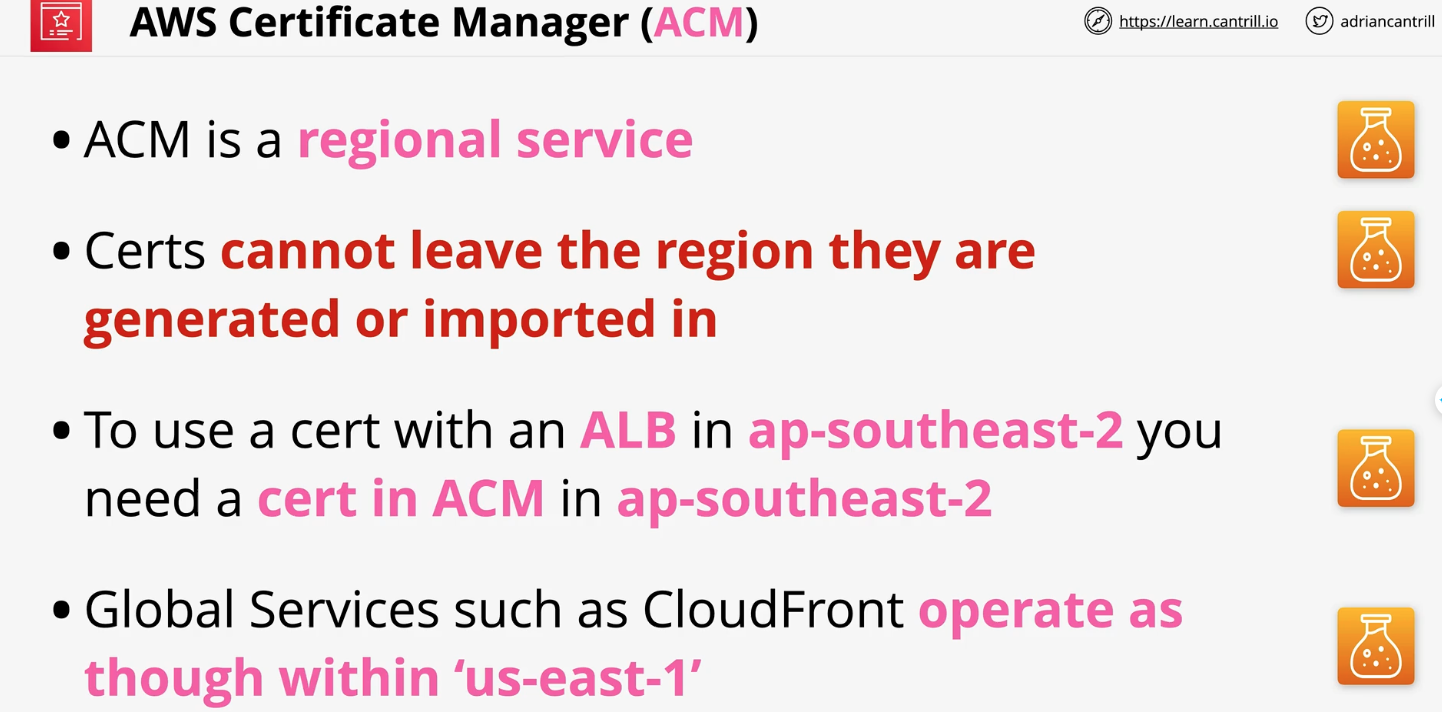 AWS Certificate Manager (ACM)
https://learn.cantrill.io
adriancantrill
• ACM is a regional service
• Certs cannot leave the region they are
generated or imported in
• To use a cert with an ALB in ap-southeast-2 you
need a cert in ACM in ap-southeast-2
• Global Services such as CloudFront operate as
though within ‘us-east-1’